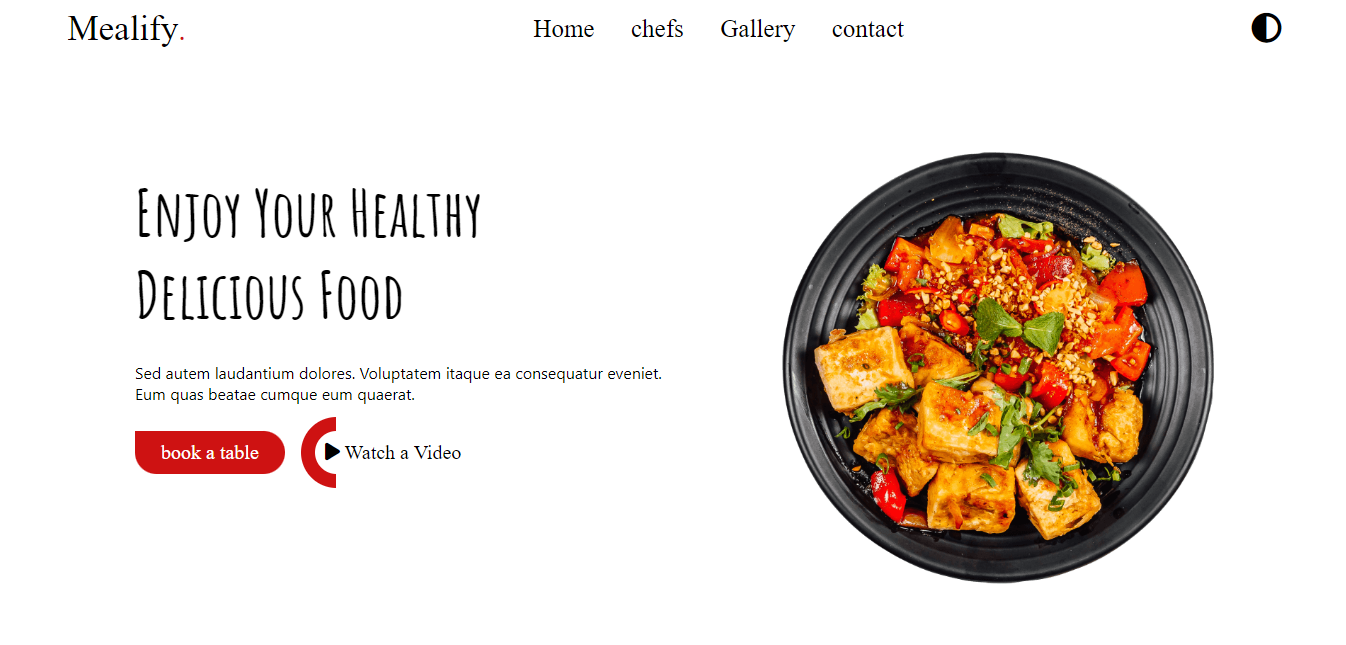 Mealify.
Home chefs Gallery contact
Enjoy Your Healthy
Delicious Food
Sed autem laudantium dolores. Voluptatem itaque ea consequatur eveniet.
Eum quas beatae cumque eum quaerat.
book a table Watch a Video